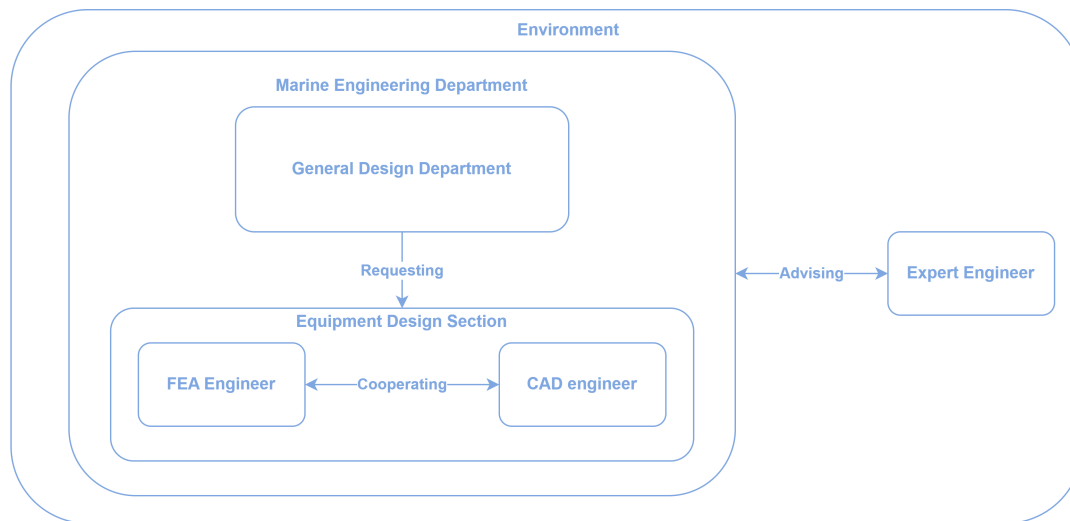 Environment
Marine Engineering Department
General Design Department
Requesting
Advising
Expert Engineer
Equipment Design Section
FEA Engineer
Cooperating
CAD engineer